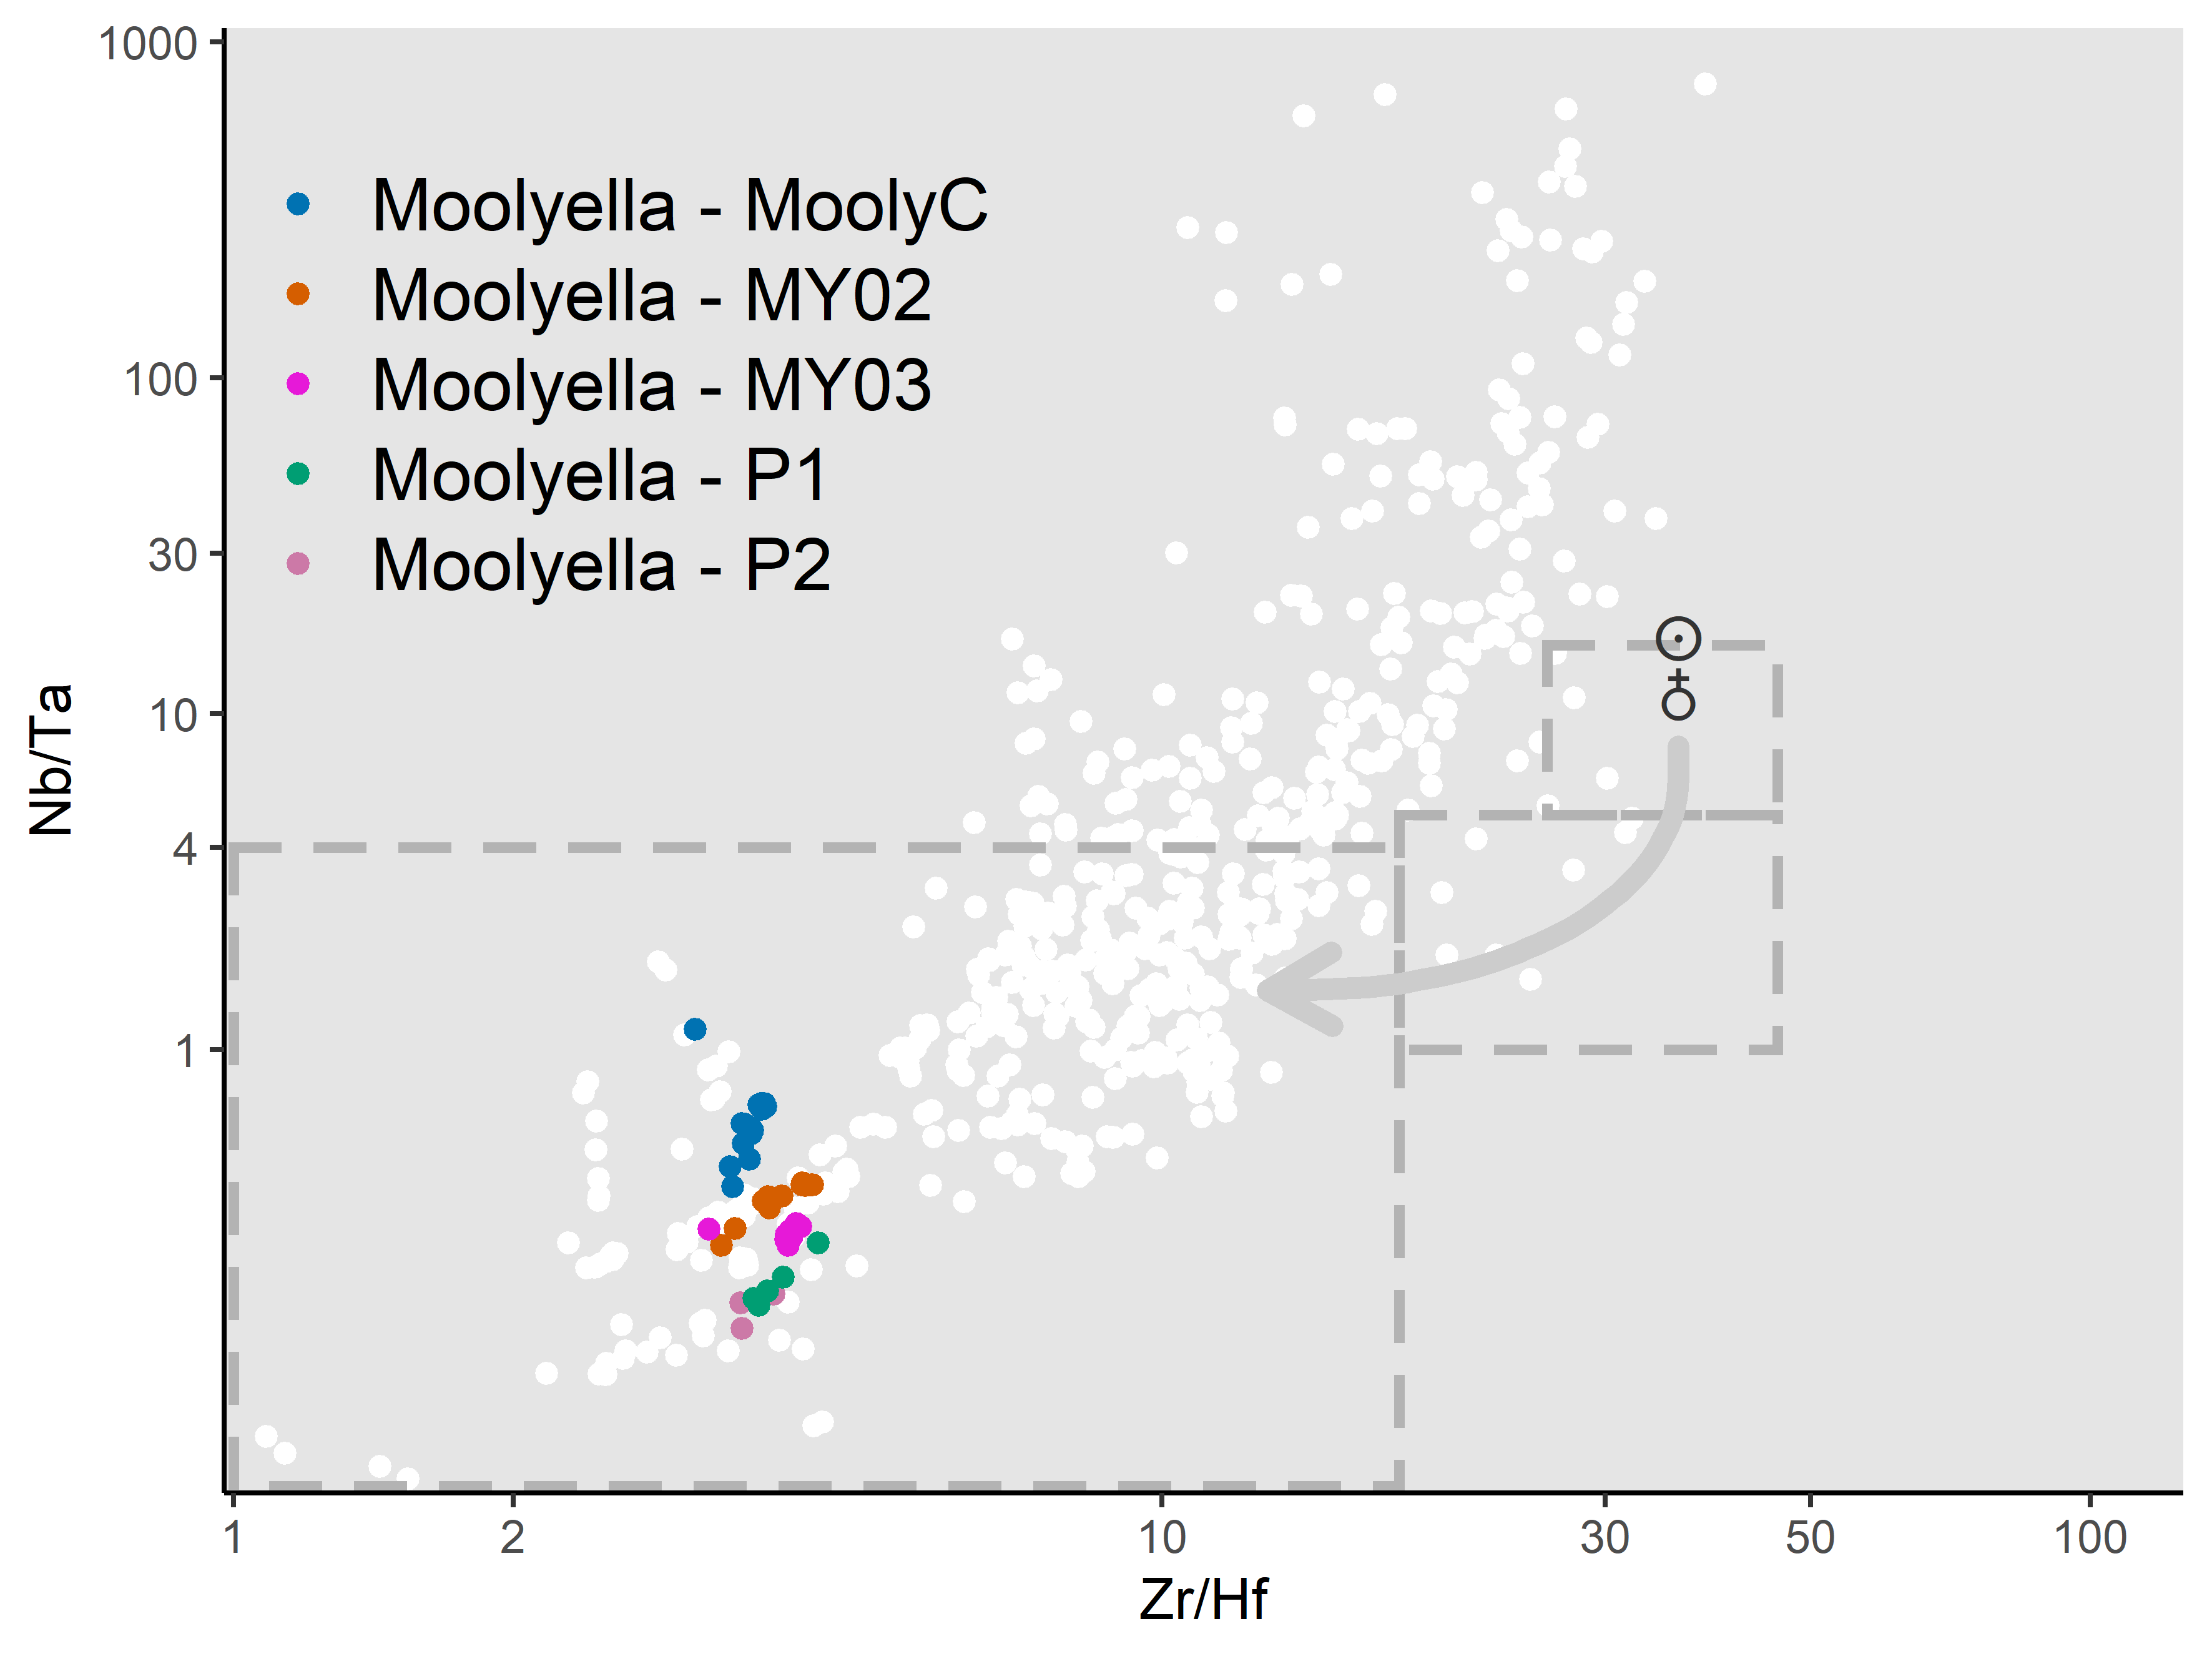 1000
100
30
10
4
1
Nb/Ta
Moolyella - MoolyC
Moolyella - MY02
Moolyella - MY03
Moolyella - P1
Moolyella - P2
1 2 10 30 50 100
Zr/Hf